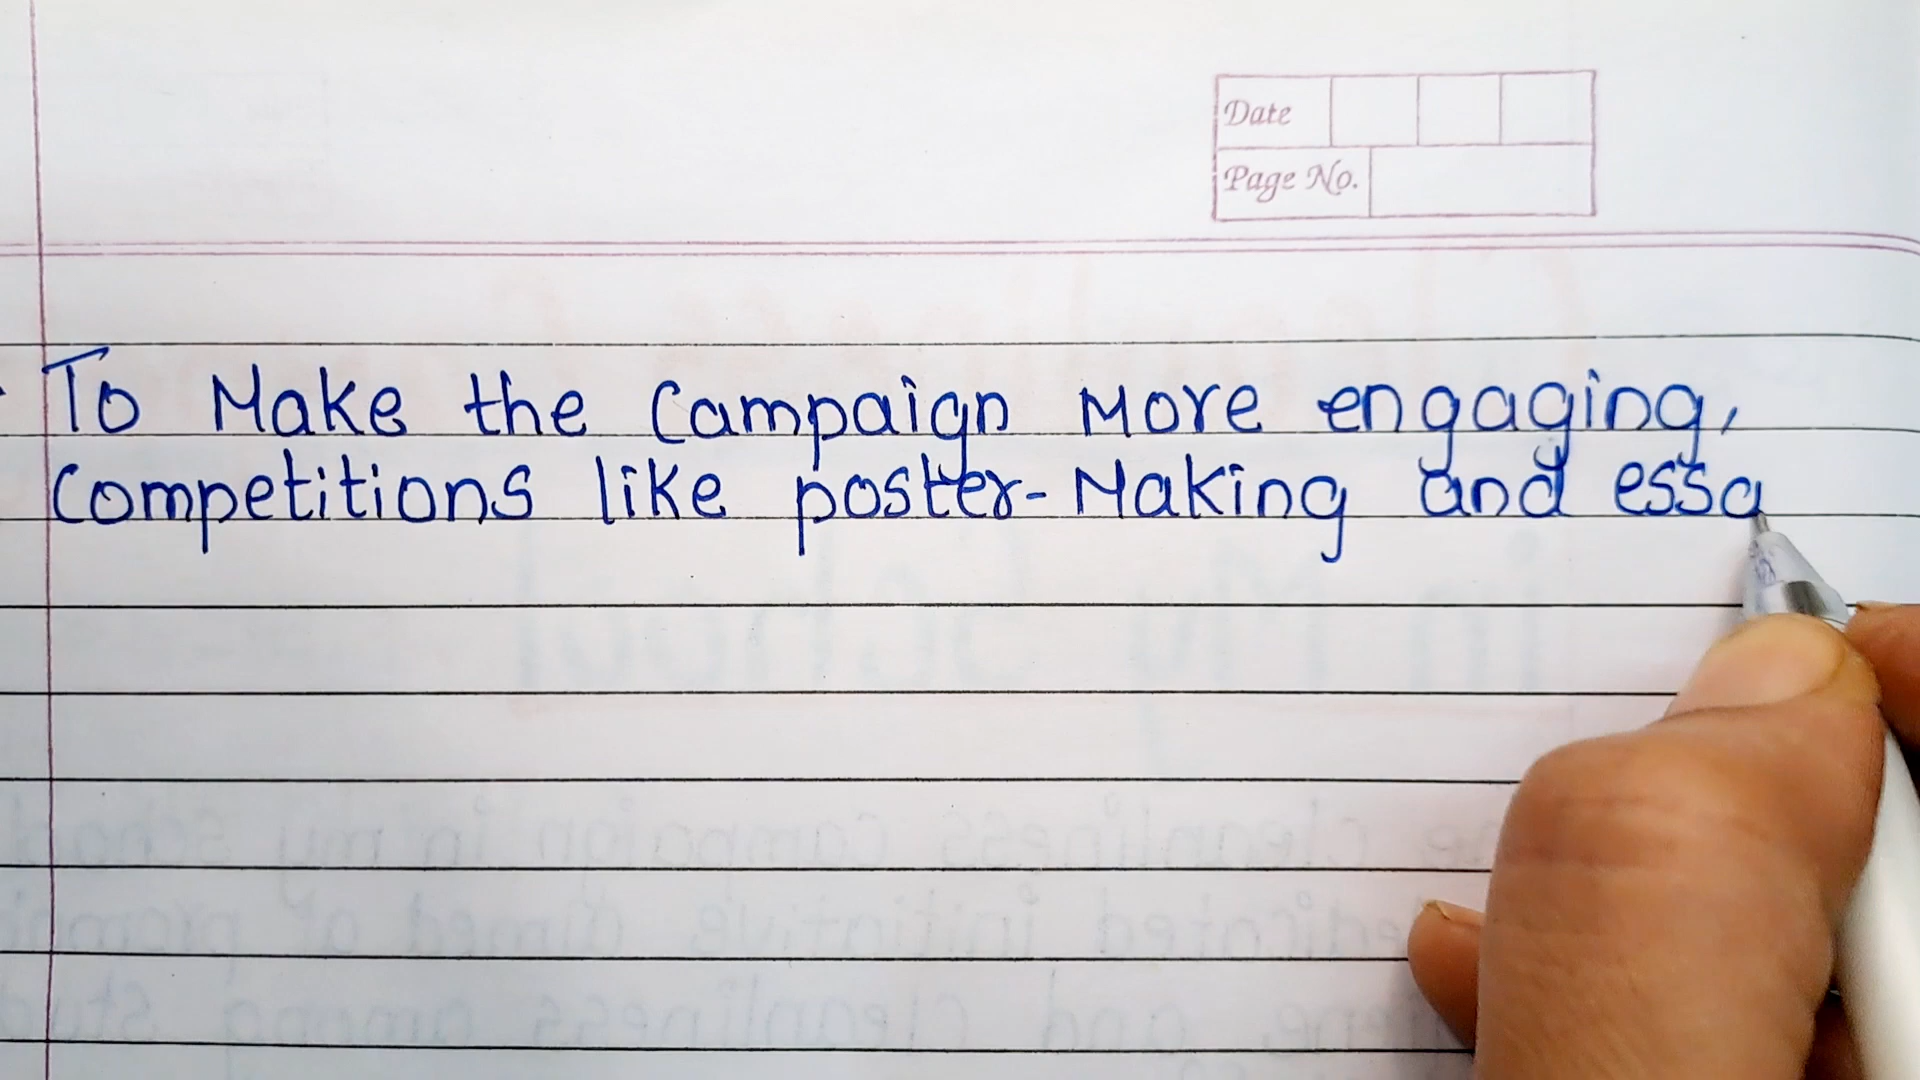 Date
Page No.
To Make the Campaign More engaging,
Competitions like poster-Making and essa